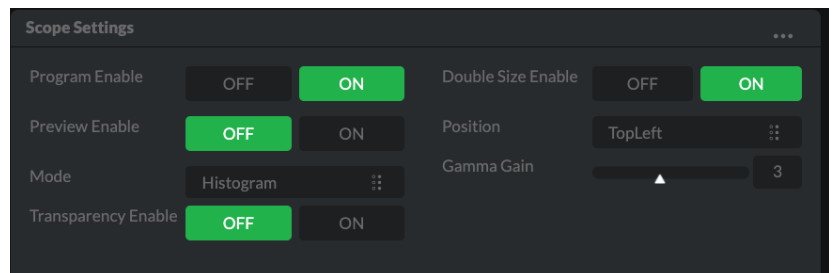 Scope Settings
Program Enable OFF ON
Preview Enable OFF ON
Mode Histogram
Transparency Enable OFF ON
Double Size Enable OFF ON
Position TopLeft
Gamma Gain 3